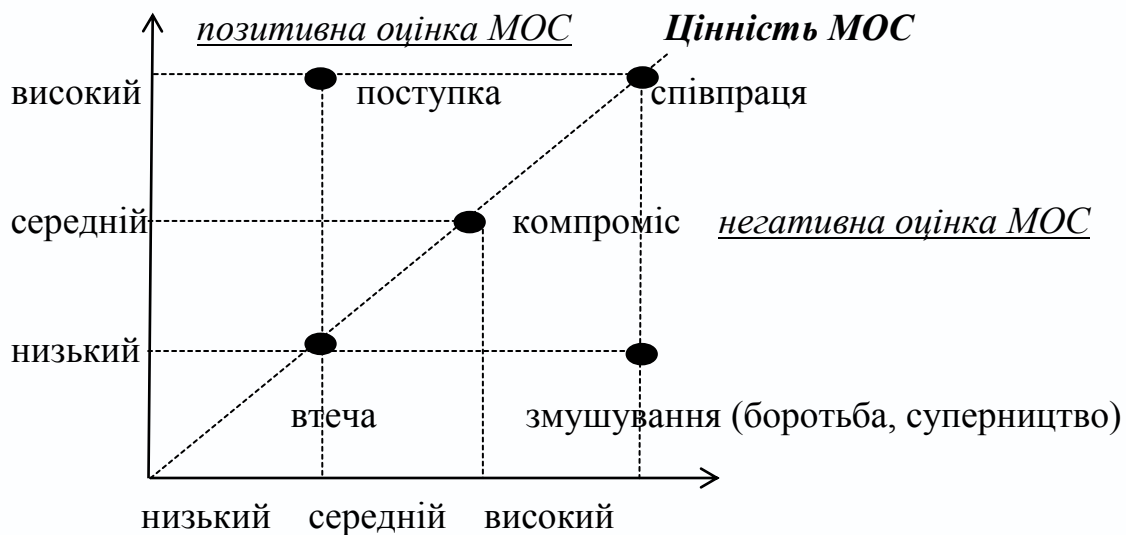 позитивна оцінка МОС Цінність МОС
високий поступка співпраця
середній компроміс негативна оцінка МОС
низький
втеча змушування (боротьба, суперництво)
низький середній високий